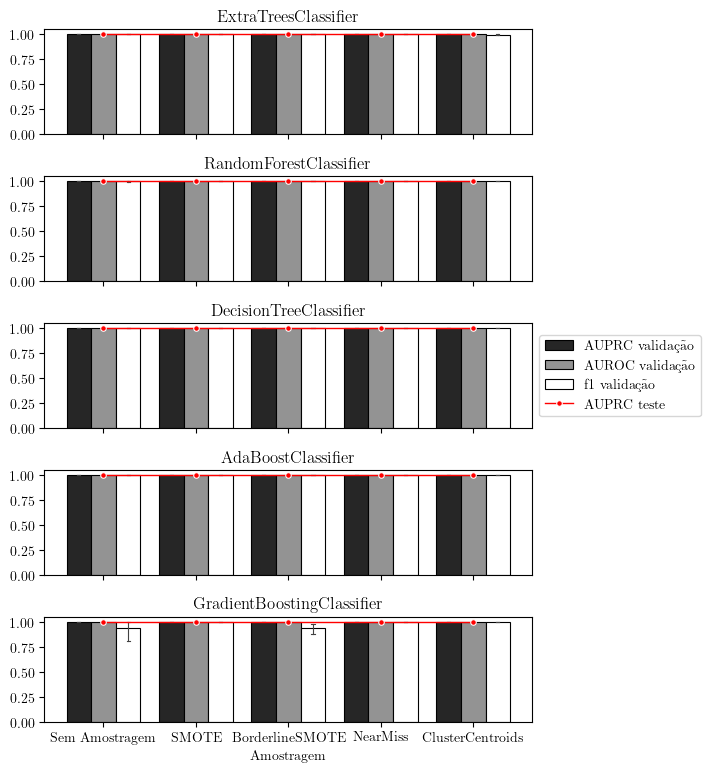 ExtraTreesClassifier
1.00
0.75
0.50
0.25
0.00
RandomForestClassifier
1.00
0.75
0.50
0.25
0.00
DecisionTreeClassifier
1.00
0.75
0.50
0.25
0.00
AUPRC validação
AUROC validação
f1 validação
AUPRC teste
AdaBoostClassifier
1.00
0.75
0.50
0.25
0.00
GradientBoostingClassifier
1.00
0.75
0.50
0.25
0.00
Sem Amostragem SMOTE BorderlineSMOTE NearMiss ClusterCentroids
Amostragem